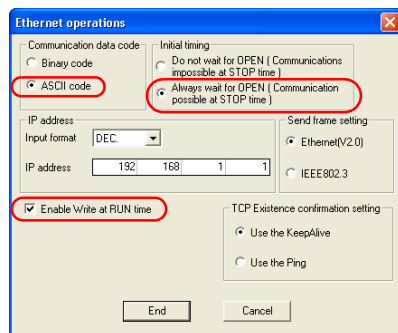 Ethernet operations
Communication data code
Binary code
ASCII code
Initial timing
Do not wait for OPEN ( Communications
impossible at STOP time )
Always wait for OPEN ( Communication
possible at STOP time )
IP address
Input format DEC.
IP address 192 168 1 1
Send frame setting
Ethernet(V2.0)
IEEE802.3
Enable Write at RUN time
TCP Existence confirmation setting
Use the KeepAlive
Use the Ping
End Cancel